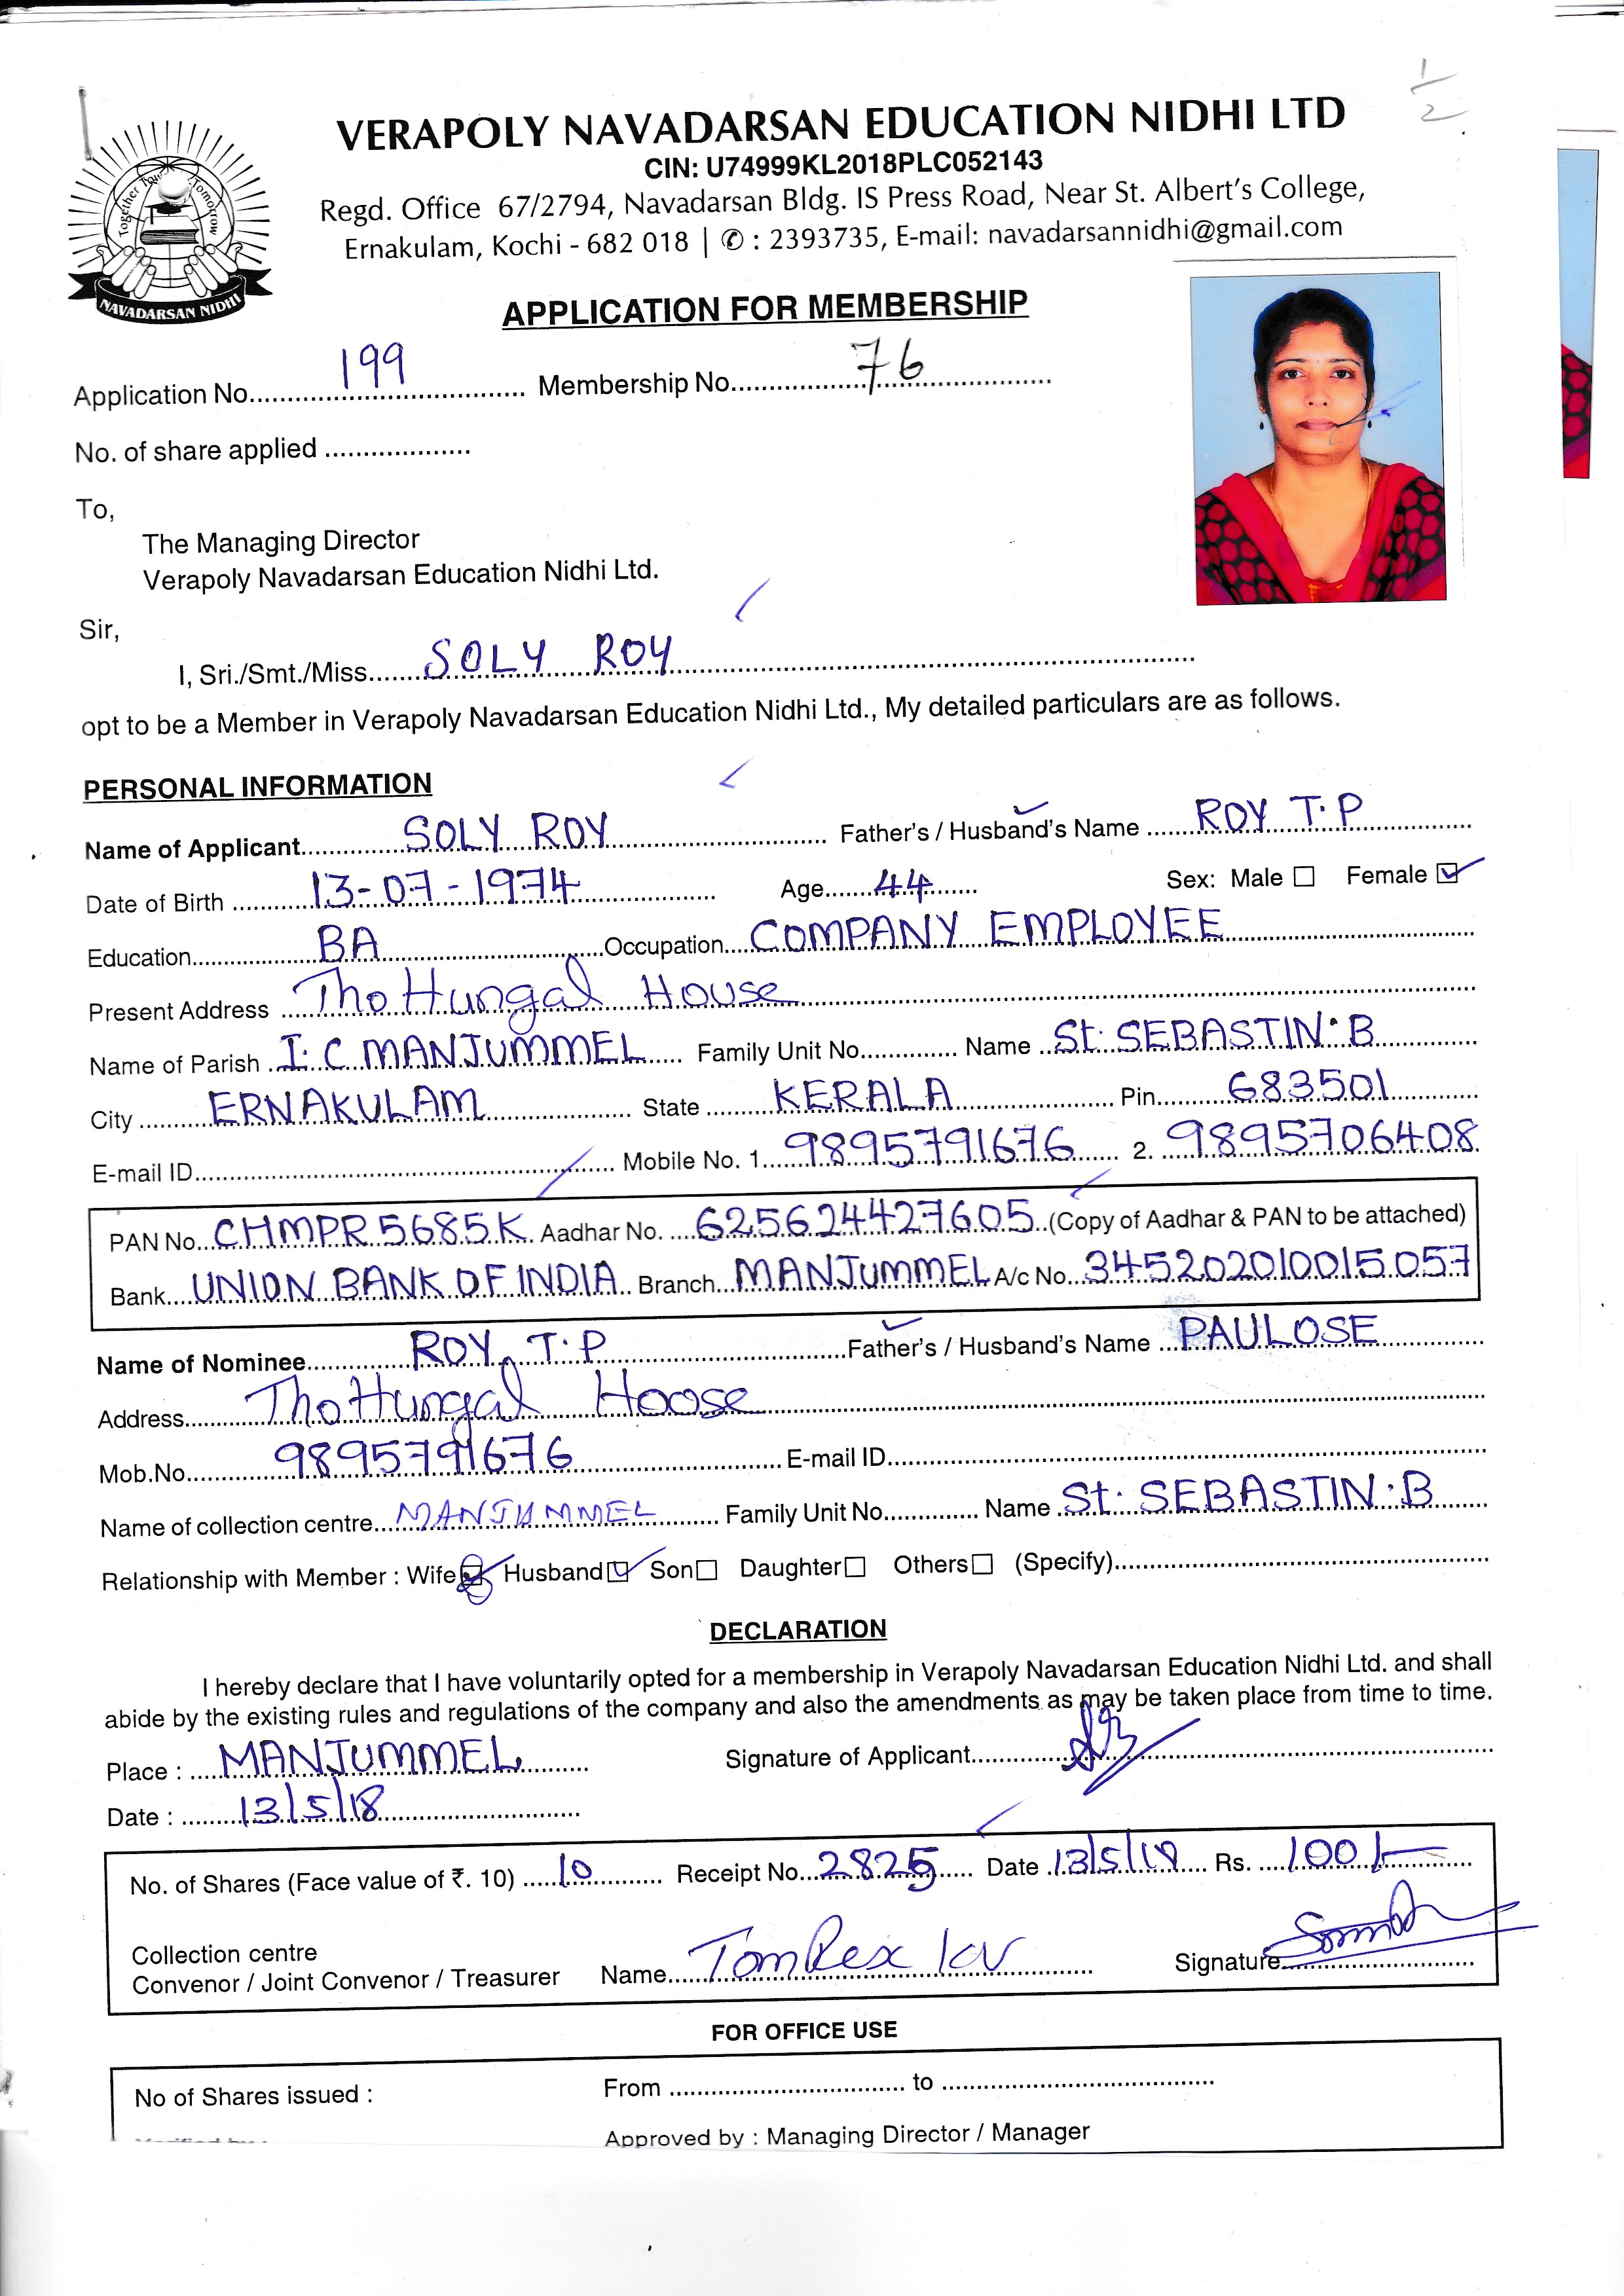 1/2
VERAPOLY NAVADARSAN EDUCATION NIDHI LTD
CIN: U74999KL2018PLC052143
Regd. Office 67/2794, Navadarsan Bldg. IS Press Road, Near St. Albert's College,
Ernakulam, Kochi - 682 018 | ✆ : 2393735, E-mail: navadarsannidhi@gmail.com
Together Tomorrow
NAVADARSAN NIDHI
APPLICATION FOR MEMBERSHIP
Application No. 199 Membership No. 76
No. of share applied
To,
The Managing Director
Verapoly Navadarsan Education Nidhi Ltd.
Sir,
I, Sri./Smt./Miss. SOLY ROY
opt to be a Member in Verapoly Navadarsan Education Nidhi Ltd., My detailed particulars are as follows.
PERSONAL INFORMATION
Name of Applicant SOLY ROY Father's / Husband's Name ROY T.P
Date of Birth 13-07-1974 Age 44 Sex: Male ☐ Female ☑
Education BA Occupation COMPANY EMPLOYEE
Present Address ThoHungal House
Name of Parish I.C MANJUMMEL Family Unit No. Name St. SEBASTIN.B
City ERNAKULAM State KERALA Pin 683501
E-mail ID Mobile No. 1. 9895791676 2. 9895706408
PAN No. CHMPR5685K Aadhar No. 625624427605 (Copy of Aadhar & PAN to be attached)
Bank UNION BANK OF INDIA Branch MANJUMMEL A/c No. 345202010015057
Name of Nominee ROY T.P Father's / Husband's Name PAULOSE
Address ThoHungal Hoose
Mob.No. 9895791676 E-mail ID
Name of collection centre MANJUMMEL Family Unit No. Name St. SEBASTIN.B
Relationship with Member : Wife ☑ Husband ☑ Son ☐ Daughter ☐ Others ☐ (Specify)
DECLARATION
I hereby declare that I have voluntarily opted for a membership in Verapoly Navadarsan Education Nidhi Ltd. and shall
abide by the existing rules and regulations of the company and also the amendments as may be taken place from time to time.
Place : MANJUMMEL Signature of Applicant
Date : 13/5/18
No. of Shares (Face value of ₹. 10) 10 Receipt No. 2825 Date 13/5/18 Rs. 100/-
Collection centre
Convenor / Joint Convenor / Treasurer Name TomRex Signature
FOR OFFICE USE
No of Shares issued : From to
Approved by : Managing Director / Manager